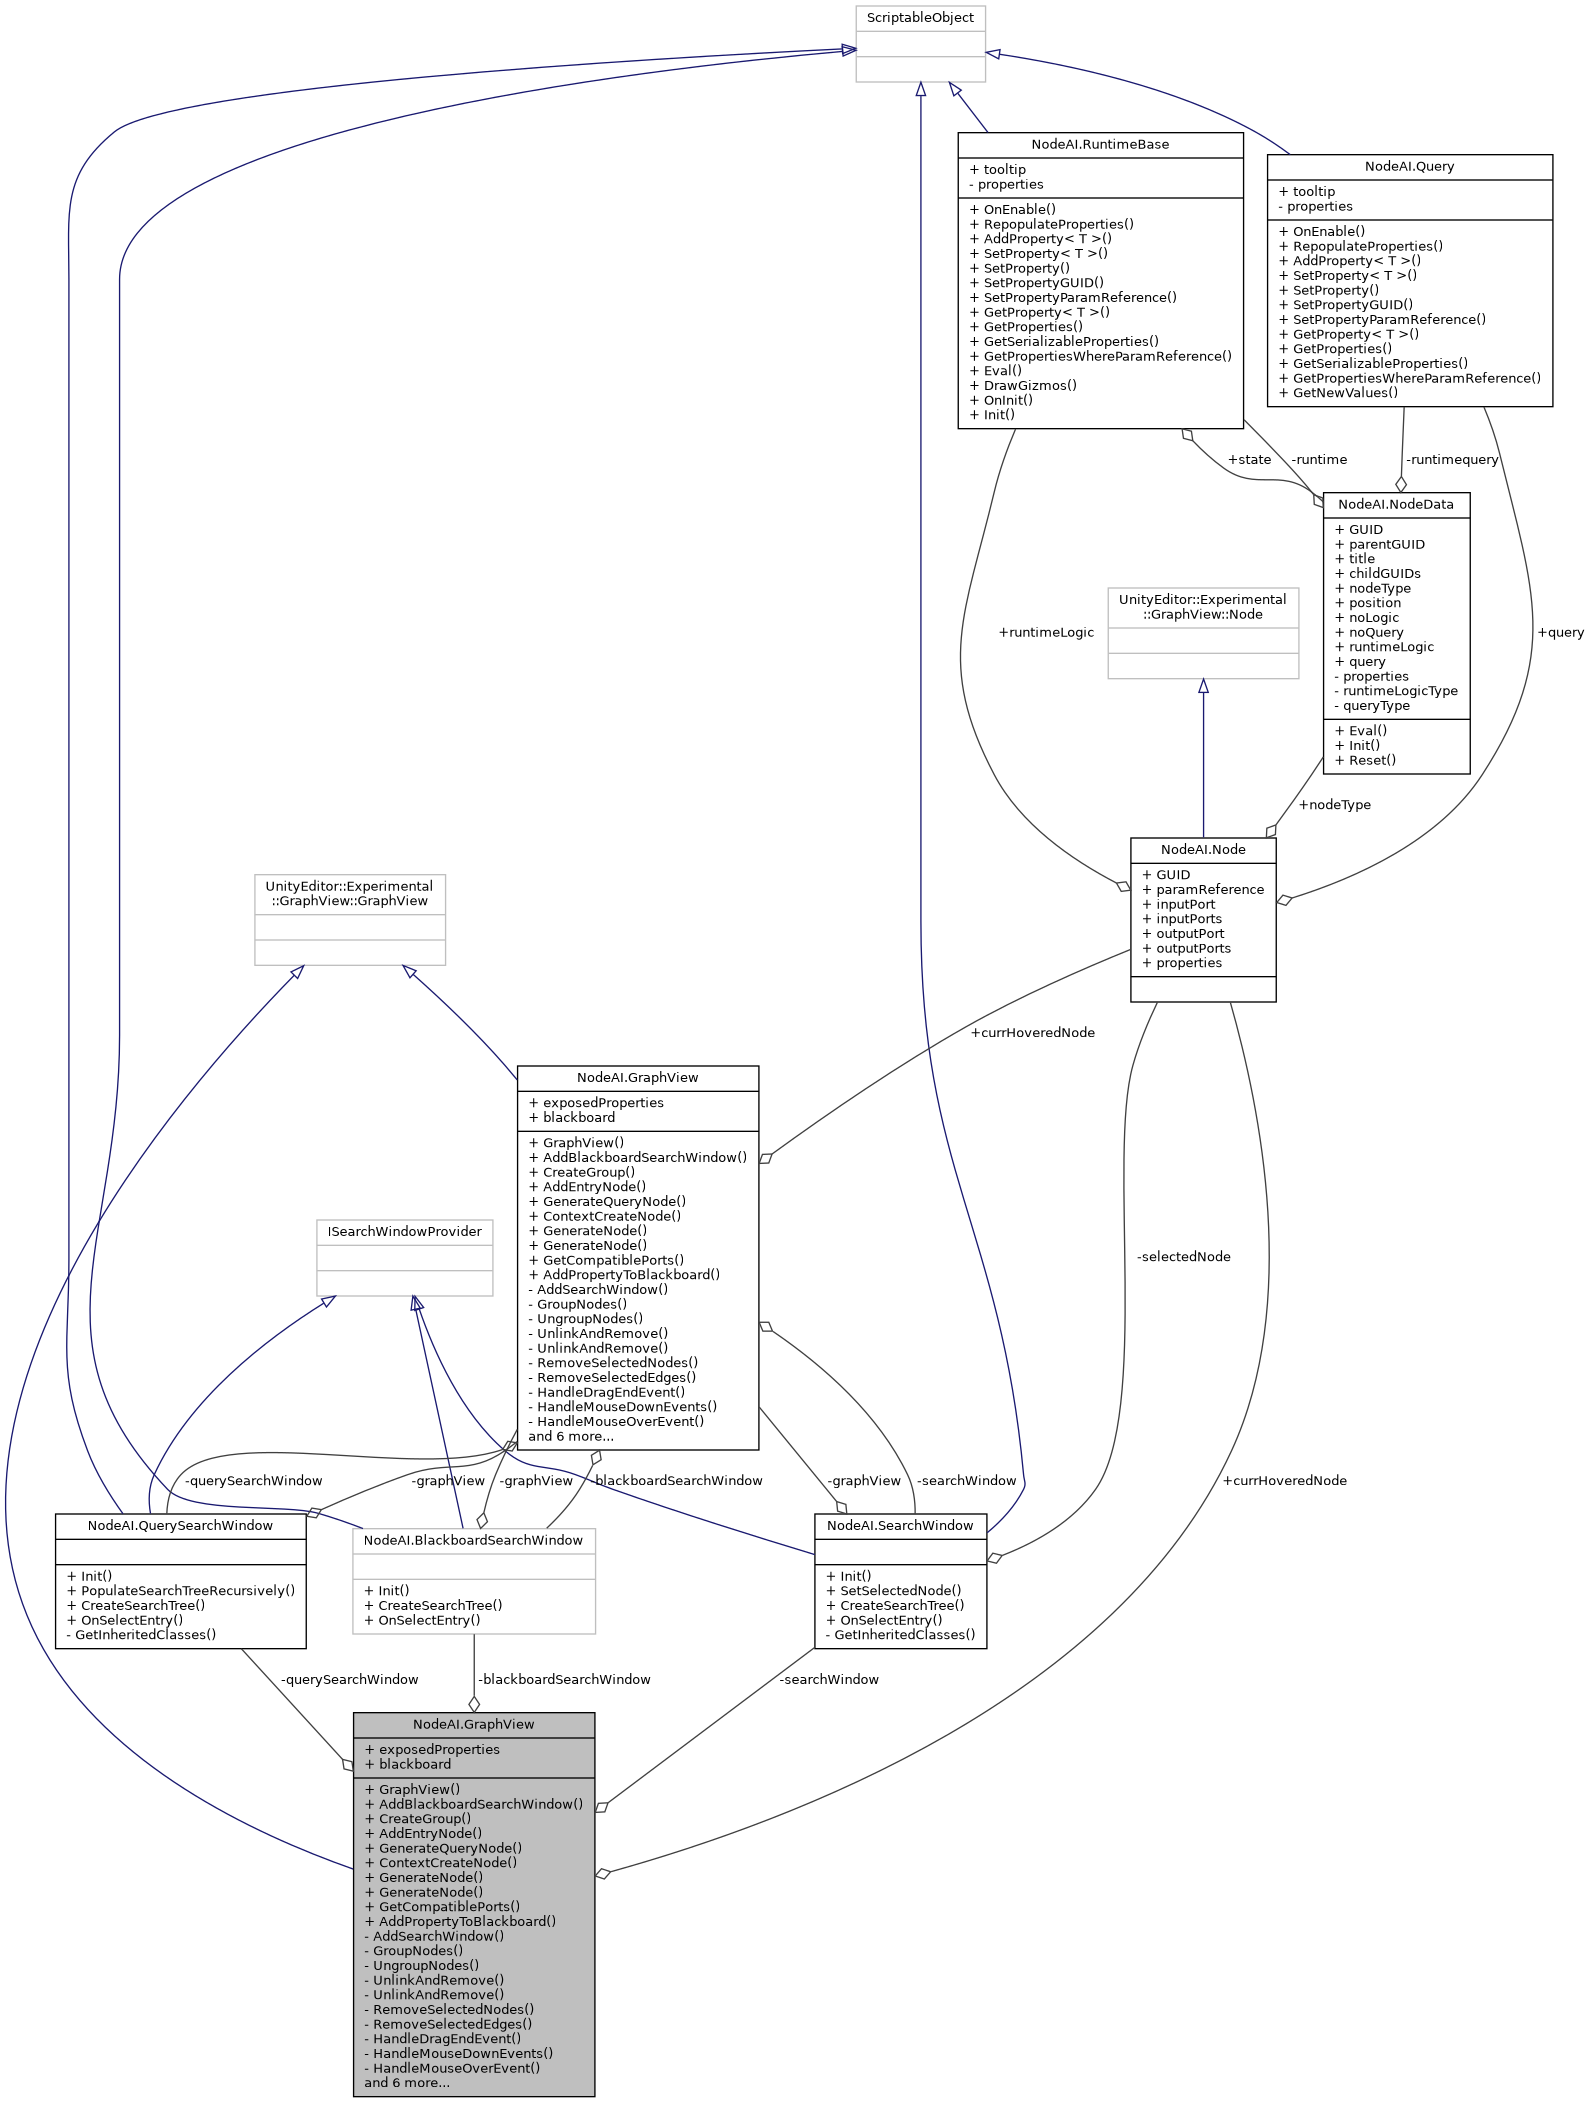 ScriptableObject
NodeAI.RuntimeBase
+ tooltip
- properties
+ OnEnable()
+ RepopulateProperties()
+ AddProperty< T >()
+ SetProperty< T >()
+ SetProperty()
+ SetPropertyGUID()
+ SetPropertyParamReference()
+ GetProperty< T >()
+ GetProperties()
+ GetSerializableProperties()
+ GetPropertiesWhereParamReference()
+ Eval()
+ DrawGizmos()
+ OnInit()
+ Init()
NodeAI.Query
+ tooltip
- properties
+ OnEnable()
+ RepopulateProperties()
+ AddProperty< T >()
+ SetProperty< T >()
+ SetProperty()
+ SetPropertyGUID()
+ SetPropertyParamReference()
+ GetProperty< T >()
+ GetProperties()
+ GetSerializableProperties()
+ GetPropertiesWhereParamReference()
+ GetNewValues()
+state
-runtime
-runtimequery
NodeAI.NodeData
+ GUID
+ parentGUID
+ title
+ childGUIDs
+ nodeType
+ position
+ noLogic
+ noQuery
+ runtimeLogic
+ query
- properties
- runtimeLogicType
- queryType
+ Eval()
+ Init()
+ Reset()
UnityEditor::Experimental
::GraphView::Node
+runtimeLogic
+query
+nodeType
NodeAI.Node
+ GUID
+ paramReference
+ inputPort
+ inputPorts
+ outputPort
+ outputPorts
+ properties
UnityEditor::Experimental
::GraphView::GraphView
+currHoveredNode
NodeAI.GraphView
+ exposedProperties
+ blackboard
+ GraphView()
+ AddBlackboardSearchWindow()
+ CreateGroup()
+ AddEntryNode()
+ GenerateQueryNode()
+ ContextCreateNode()
+ GenerateNode()
+ GenerateNode()
+ GetCompatiblePorts()
+ AddPropertyToBlackboard()
- AddSearchWindow()
- GroupNodes()
- UngroupNodes()
- UnlinkAndRemove()
- UnlinkAndRemove()
- RemoveSelectedNodes()
- RemoveSelectedEdges()
- HandleDragEndEvent()
- HandleMouseDownEvents()
- HandleMouseOverEvent()
and 6 more...
ISearchWindowProvider
-selectedNode
-querySearchWindow
-graphView
-graphView
-blackboardSearchWindow
-graphView
-searchWindow
+currHoveredNode
NodeAI.QuerySearchWindow
+ Init()
+ PopulateSearchTreeRecursively()
+ CreateSearchTree()
+ OnSelectEntry()
- GetInheritedClasses()
NodeAI.BlackboardSearchWindow
+ Init()
+ CreateSearchTree()
+ OnSelectEntry()
NodeAI.SearchWindow
+ Init()
+ SetSelectedNode()
+ CreateSearchTree()
+ OnSelectEntry()
- GetInheritedClasses()
-querySearchWindow
-blackboardSearchWindow
-searchWindow
NodeAI.GraphView
+ exposedProperties
+ blackboard
+ GraphView()
+ AddBlackboardSearchWindow()
+ CreateGroup()
+ AddEntryNode()
+ GenerateQueryNode()
+ ContextCreateNode()
+ GenerateNode()
+ GenerateNode()
+ GetCompatiblePorts()
+ AddPropertyToBlackboard()
- AddSearchWindow()
- GroupNodes()
- UngroupNodes()
- UnlinkAndRemove()
- UnlinkAndRemove()
- RemoveSelectedNodes()
- RemoveSelectedEdges()
- HandleDragEndEvent()
- HandleMouseDownEvents()
- HandleMouseOverEvent()
and 6 more...